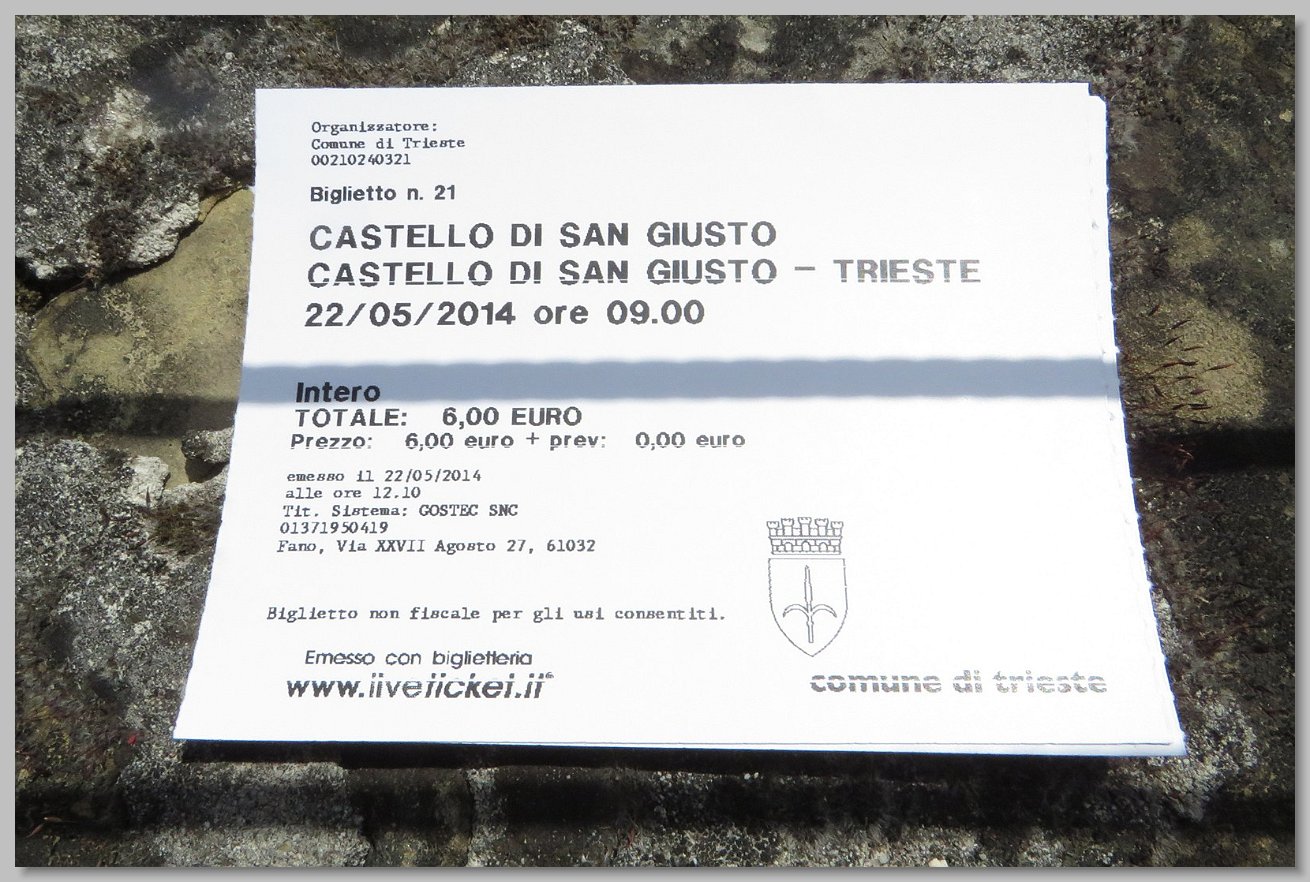 Organizzatore:
Comune di Trieste
00210240321
Biglietto n. 21
CASTELLO DI SAN GIUSTO
CASTELLO DI SAN GIUSTO - TRIESTE
22/05/2014 ore 09.00
Intero
TOTALE: 6,00 EURO
Prezzo: 6,00 euro + prev: 0,00 euro
emesso il 22/05/2014
alle ore 12.10
Tit. Sistema: GOSTEC SNC
01371950419
Fano, Via XXVII Agosto 27, 61032
Biglietto non fiscale per gli usi consentiti.
Emesso con biglietteria
www.liveticket.it®
comune di trieste